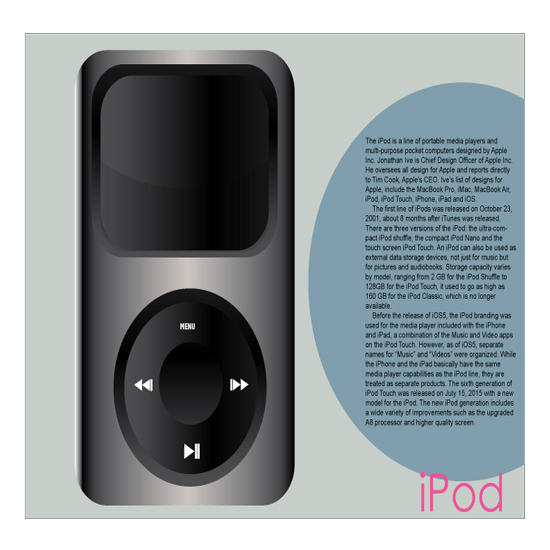 MENU
The iPod is a line of portable media players and
multi-purpose pocket computers designed by Apple
Inc. Jonathan Ive is Chief Design Officer of Apple Inc.
He oversees all design for Apple and reports directly
to Tim Cook, Apple's CEO. Ive's list of designs for
Apple, include the MacBook Pro, iMac, MacBook Air,
iPod, iPod Touch, iPhone, iPad and iOS.
The first line of iPods was released on October 23,
2001, about 8 months after iTunes was released.
There are three versions of the iPod: the ultra-com-
pact iPod shuffle, the compact iPod Nano and the
touch screen iPod Touch. An iPod can also be used as
external data storage devices, not just for music but
for pictures and audiobooks. Storage capacity varies
by model, ranging from 2 GB for the iPod Shuffle to
128GB for the iPod Touch, it used to go as high as
160 GB for the iPod Classic, which is no longer
available.
Before the release of iOS5, the iPod branding was
used for the media player included with the iPhone
and iPad, a combination of the Music and Video apps
on the iPod Touch. However, as of iOS5, separate
names for “Music” and “Videos” were organized. While
the iPhone and the iPad basically have the same
media player capabilities as the iPod line, they are
treated as separate products. The sixth generation of
iPod Touch was released on July 15, 2015 with a new
model for the iPod. The new iPod generation includes
a wide variety of improvements such as the upgraded
A8 processor and higher quality screen.
iPod